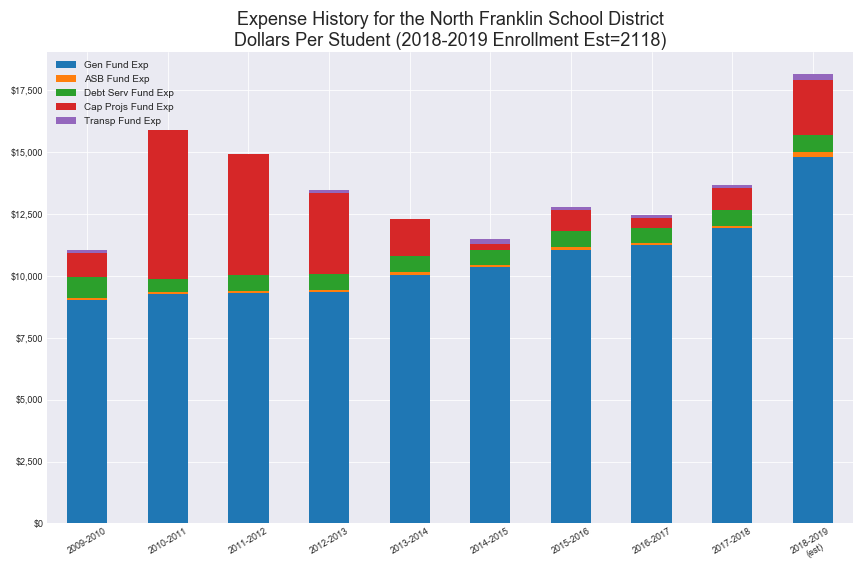 Expense History for the North Franklin School District
Dollars Per Student (2018-2019 Enrollment Est=2118)
Gen Fund Exp
ASB Fund Exp
Debt Serv Fund Exp
Cap Projs Fund Exp
Transp Fund Exp
$17,500
$15,000
$12,500
$10,000
$7,500
$5,000
$2,500
$0
2009-2010
2010-2011
2011-2012
2012-2013
2013-2014
2014-2015
2015-2016
2016-2017
2017-2018
2018-2019
(est)